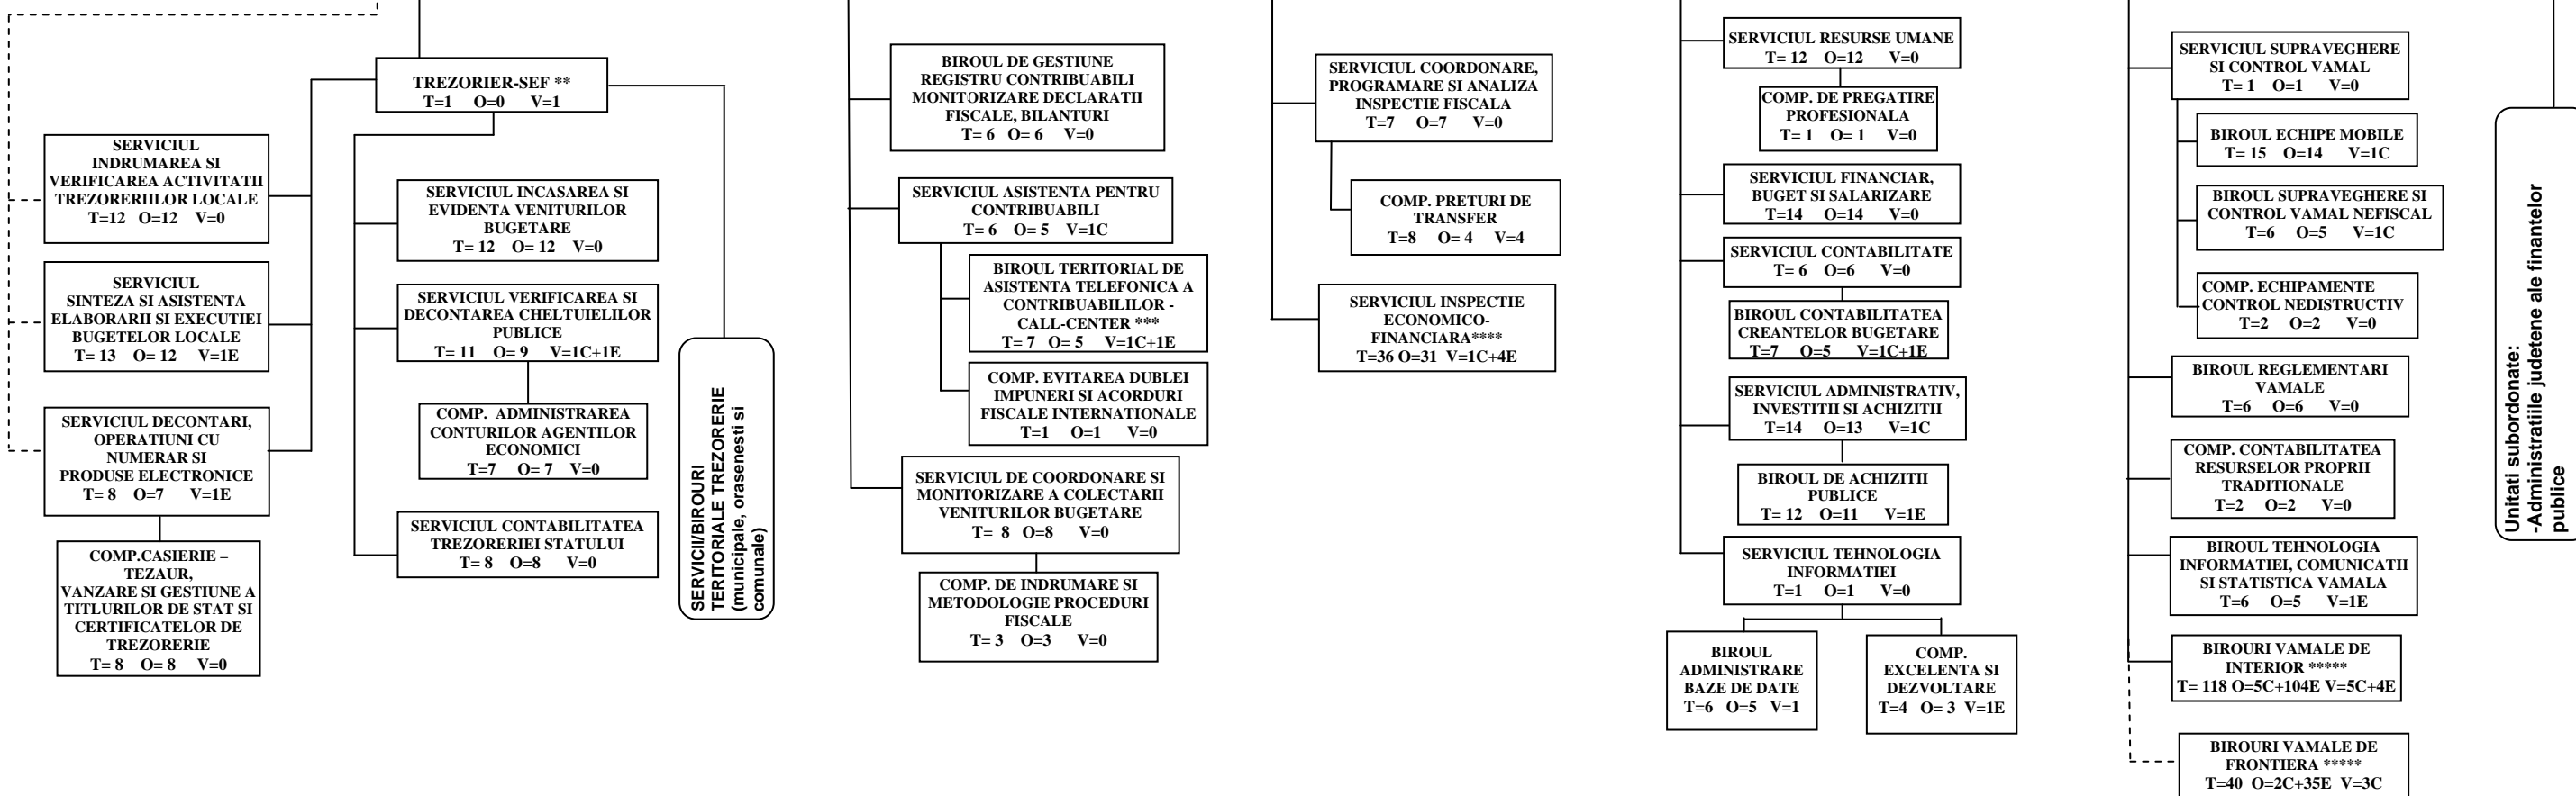 TREZORIER-SEF **
T=1 O=0 V=1
SERVICIUL
INDRUMAREA SI
VERIFICAREA ACTIVITATII
TREZORERIILOR LOCALE
T=12 O=12 V=0
SERVICIUL
SINTEZA SI ASISTENTA
ELABORARII SI EXECUTIEI
BUGETELOR LOCALE
T= 13 O= 12 V=1E
SERVICIUL DECONTARI,
OPERATIUNI CU
NUMERAR SI
PRODUSE ELECTRONICE
T= 8 O=7 V=1E
COMP.CASIERIE –
TEZAUR,
VANZARE SI GESTIUNE A
TITLURILOR DE STAT SI
CERTIFICATELOR DE
TREZORERIE
T= 8 O= 8 V=0
SERVICIUL INCASAREA SI
EVIDENTA VENITURILOR
BUGETARE
T= 12 O= 12 V=0
SERVICIUL VERIFICAREA SI
DECONTAREA CHELTUIELILOR
PUBLICE
T= 11 O= 9 V=1C+1E
COMP. ADMINISTRAREA
CONTURILOR AGENTILOR
ECONOMICI
T=7 O= 7 V=0
SERVICIUL CONTABILITATEA
TREZORERIEI STATULUI
T= 8 O=8 V=0
SERVICII/BIROURI
TERITORIALE TREZORERIE
(municipale, orasenesti si
comunale)
BIROUL DE GESTIUNE
REGISTRU CONTRIBUABILI
MONITORIZARE DECLARATII
FISCALE, BILANTURI
T= 6 O= 6 V=0
SERVICIUL ASISTENTA PENTRU
CONTRIBUABILI
T= 6 O= 5 V=1C
BIROUL TERITORIAL DE
ASISTENTA TELEFONICA A
CONTRIBUABILILOR -
CALL-CENTER ***
T= 7 O= 5 V=1C+1E
COMP. EVITAREA DUBLEI
IMPUNERI SI ACORDURI
FISCALE INTERNATIONALE
T=1 O=1 V=0
SERVICIUL DE COORDONARE SI
MONITORIZARE A COLECTARII
VENITURILOR BUGETARE
T= 8 O=8 V=0
COMP. DE INDRUMARE SI
METODOLOGIE PROCEDURI
FISCALE
T= 3 O=3 V=0
SERVICIUL COORDONARE,
PROGRAMARE SI ANALIZA
INSPECTIE FISCALA
T=7 O=7 V=0
COMP. PRETURI DE
TRANSFER
T=8 O= 4 V=4
SERVICIUL INSPECTIE
ECONOMICO-
FINANCIARA****
T=36 O=31 V=1C+4E
SERVICIUL RESURSE UMANE
T= 12 O=12 V=0
COMP. DE PREGATIRE
PROFESIONALA
T= 1 O= 1 V=0
SERVICIUL FINANCIAR,
BUGET SI SALARIZARE
T=14 O=14 V=0
SERVICIUL CONTABILITATE
T= 6 O=6 V=0
BIROUL CONTABILITATEA
CREANTELOR BUGETARE
T=7 O=5 V=1C+1E
SERVICIUL ADMINISTRATIV,
INVESTITII SI ACHIZITII
T=14 O=13 V=1C
BIROUL DE ACHIZITII
PUBLICE
T= 12 O=11 V=1E
SERVICIUL TEHNOLOGIA
INFORMATIEI
T=1 O=1 V=0
BIROUL
ADMINISTRARE
BAZE DE DATE
T=6 O=5 V=1
COMP.
EXCELENTA SI
DEZVOLTARE
T=4 O= 3 V=1E
SERVICIUL SUPRAVEGHERE
SI CONTROL VAMAL
T= 1 O=1 V=0
BIROUL ECHIPE MOBILE
T= 15 O=14 V=1C
BIROUL SUPRAVEGHERE SI
CONTROL VAMAL NEFISCAL
T=6 O=5 V=1C
COMP. ECHIPAMENTE
CONTROL NEDISTRUCTIV
T=2 O=2 V=0
BIROUL REGLEMENTARI
VAMALE
T=6 O=6 V=0
COMP. CONTABILITATEA
RESURSELOR PROPRII
TRADITIONALE
T=2 O=2 V=0
BIROUL TEHNOLOGIA
INFORMATIEI, COMUNICATII
SI STATISTICA VAMALA
T=6 O=5 V=1E
BIROURI VAMALE DE
INTERIOR *****
T= 118 O=5C+104E V=5C+4E
BIROURI VAMALE DE
FRONTIERA *****
T=40 O=2C+35E V=3C
Unitati subordonate:
-Administratiile judetene ale finantelor
publice